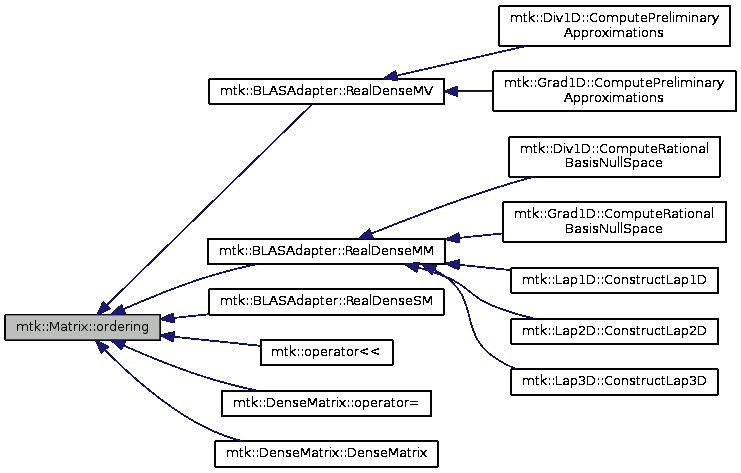 mtk::Div1D::ComputePreliminary
Approximations
mtk::BLASAdapter::RealDenseMV
mtk::Grad1D::ComputePreliminary
Approximations
mtk::Div1D::ComputeRational
BasisNullSpace
mtk::Grad1D::ComputeRational
BasisNullSpace
mtk::BLASAdapter::RealDenseMM
mtk::Lap1D::ConstructLap1D
mtk::BLASAdapter::RealDenseSM
mtk::Matrix::ordering
mtk::Lap2D::ConstructLap2D
mtk::operator<<
mtk::Lap3D::ConstructLap3D
mtk::DenseMatrix::operator=
mtk::DenseMatrix::DenseMatrix